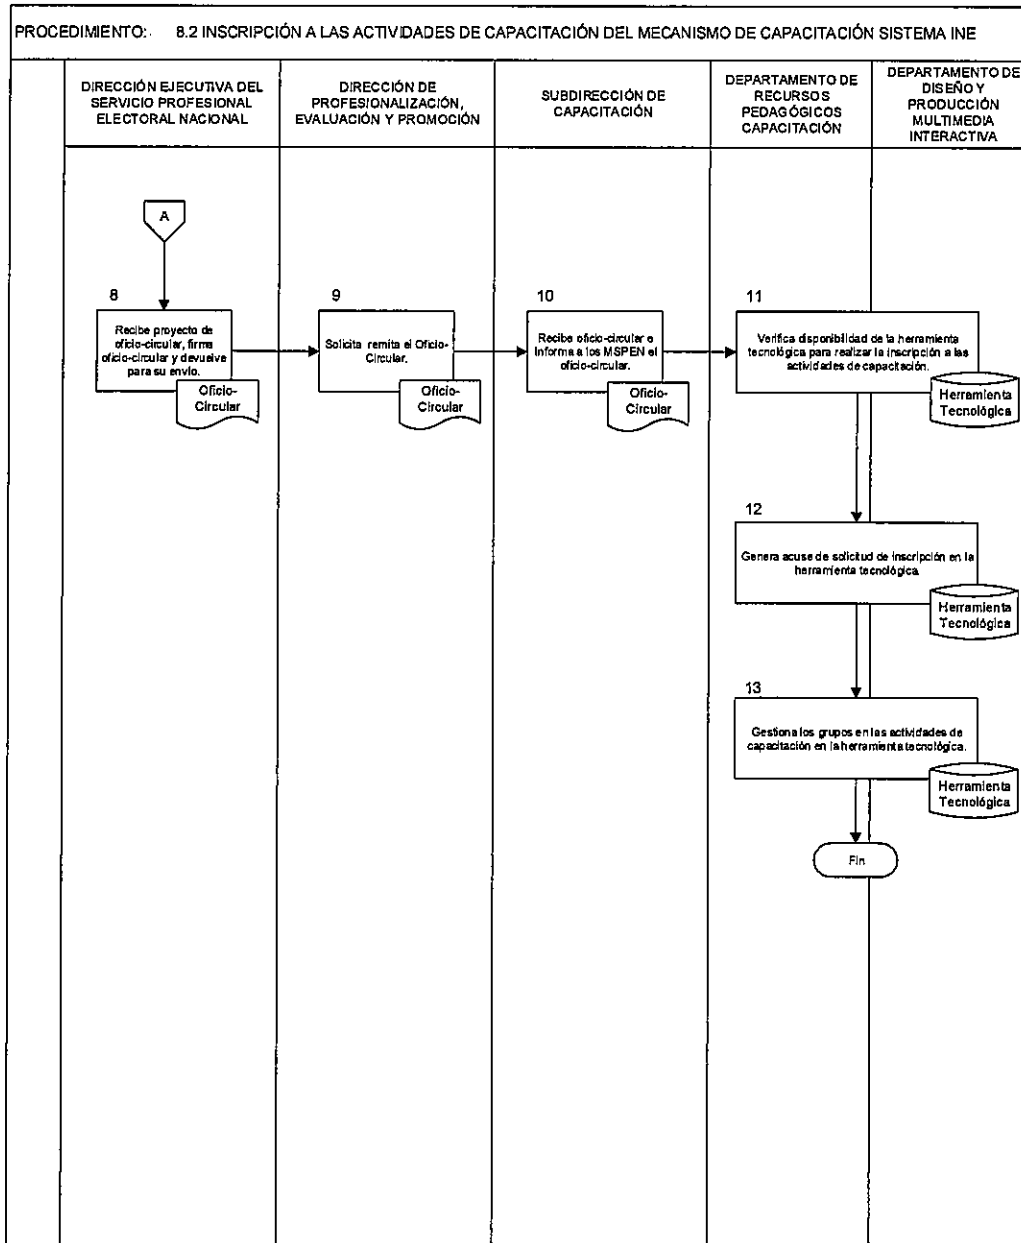 PROCEDIMIENTO: 8.2 INSCRIPCIÓN A LAS ACTIVIDADES DE CAPACITACIÓN DEL MECANISMO DE CAPACITACIÓN SISTEMA INE
DIRECCIÓN EJECUTIVA DEL
SERVICIO PROFESIONAL
ELECTORAL NACIONAL
DIRECCIÓN DE
PROFESIONALIZACIÓN,
EVALUACIÓN Y PROMOCIÓN
SUBDIRECCIÓN DE
CAPACITACIÓN
DEPARTAMENTO DE
RECURSOS
PEDAGÓGICOS
CAPACITACIÓN
DEPARTAMENTO DE
DISEÑO Y
PRODUCCIÓN
MULTIMEDIA
INTERACTIVA
A
8
Recibe proyecto de
oficio-circular, firma
oficio-circular y devuelve
para su envío.
Oficio-
Circular
9
Solicita remita el Oficio-
Circular.
Oficio-
Circular
10
Recibe oficio-circular e
Informa a los MSPEN el
oficio-circular.
Oficio-
Circular
11
Verifica disponibilidad de la herramienta
tecnológica para realizar la inscripción a las
actividades de capacitación.
Herramienta
Tecnológica
12
Genera acuse de solicitud de inscripción en la
herramienta tecnológica.
Herramienta
Tecnológica
13
Gestiona los grupos en las actividades de
capacitación en la herramienta tecnológica.
Herramienta
Tecnológica
Fin